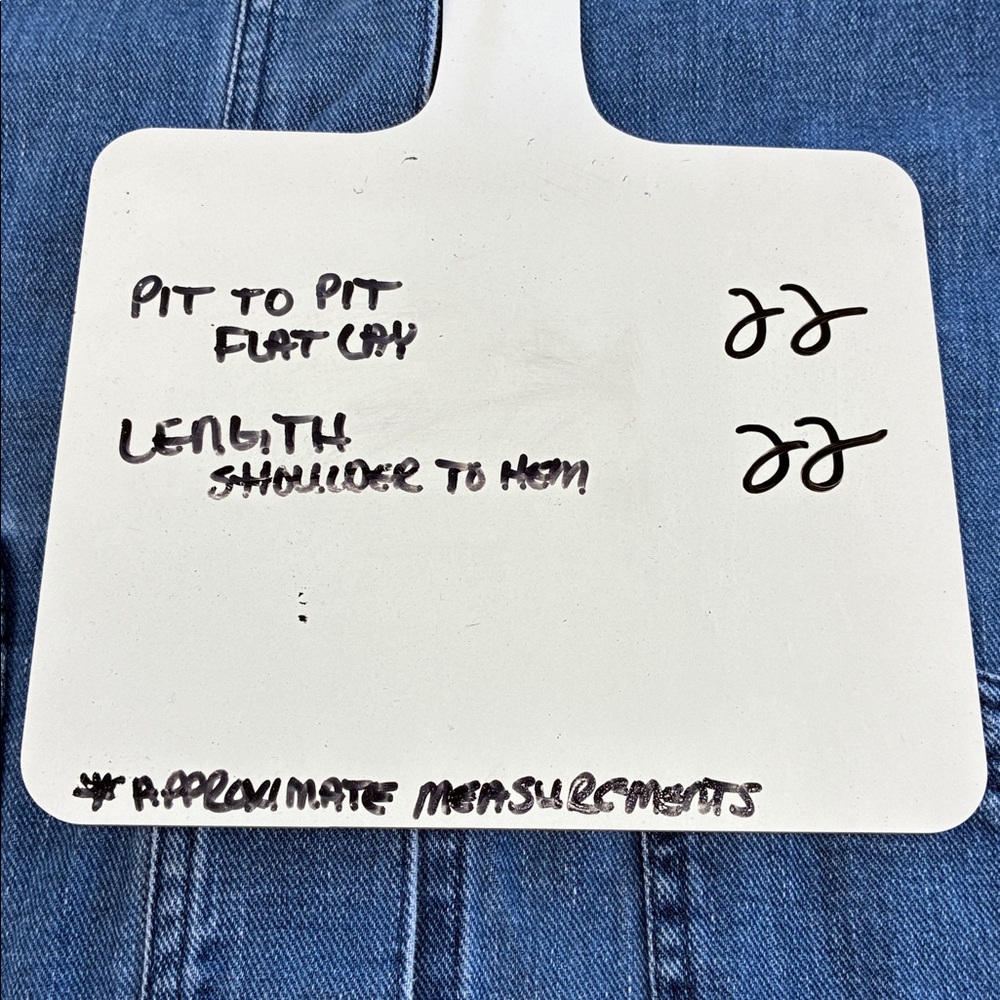 PIT TO PIT 22
FLAT LAY
LENGTH 22
SHOULDER TO HEM
*APPROXIMATE MEASUREMENTS